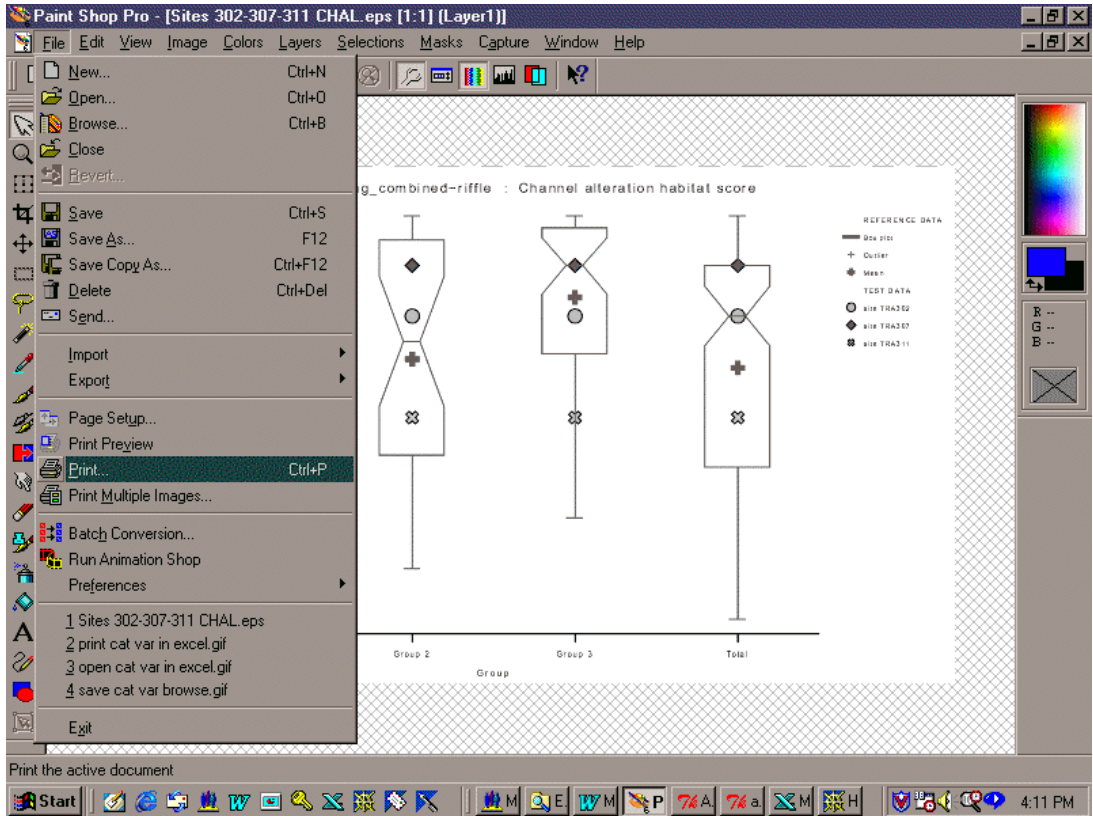 Paint Shop Pro - [Sites 302-307-311 CHAL.eps [1:1] (Layer1)]
File Edit View Image Colors Layers Selections Masks Capture Window Help
New... Ctrl+N
Open... Ctrl+O
Browse... Ctrl+B
Close
Revert...
Save Ctrl+S
Save As... F12
Save Copy As... Ctrl+F12
Delete Ctrl+Del
Send...
Import
Export
Page Setup...
Print Preview
Print... Ctrl+P
Print Multiple Images...
Batch Conversion...
Run Animation Shop
Preferences
1 Sites 302-307-311 CHAL.eps
2 print cat var in excel.gif
3 open cat var in excel.gif
4 save cat var browse.gif
Exit
g_combined-riffle : Channel alteration habitat score
REFERENCE DATA
Box plot
Outlier
Mean
TEST DATA
site TRA302
site TRA307
site TRA311
Group 2 Group 3 Total
Group
R --
G --
B --
Print the active document
Start M E. M P A. a. M H 4:11 PM